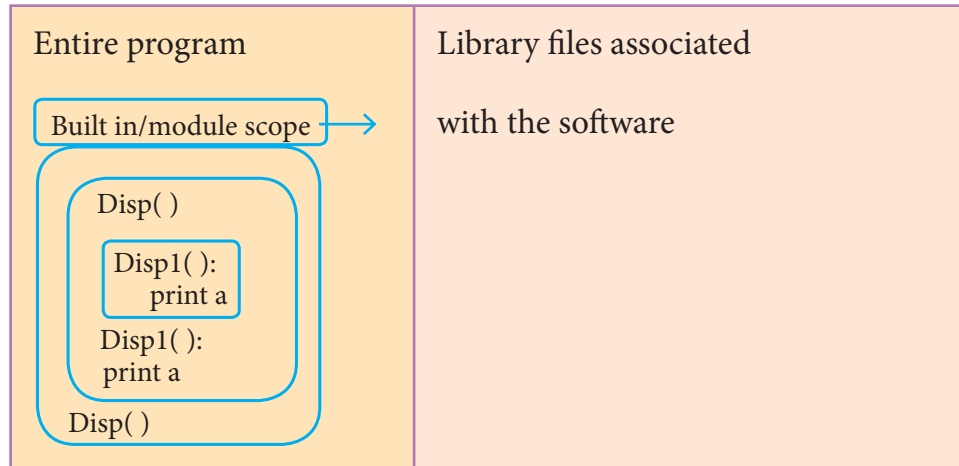 Entire program
Built in/module scope
Disp( )
Disp1( ):
print a
Disp1( ):
print a
Disp( )
Library files associated
with the software